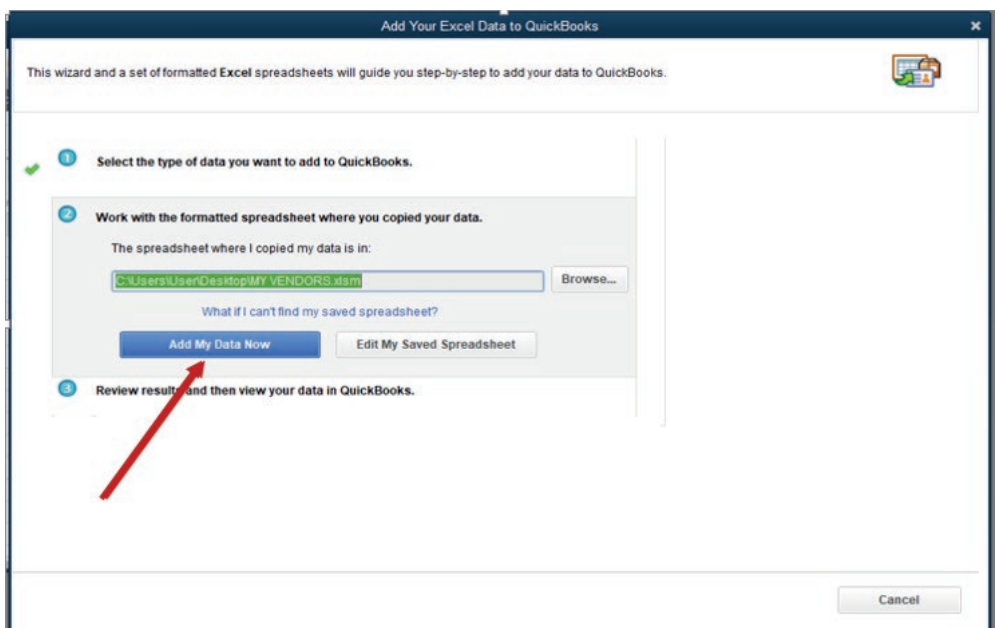 Add Your Excel Data to QuickBooks
This wizard and a set of formatted Excel spreadsheets will guide you step-by-step to add your data to QuickBooks.
1 Select the type of data you want to add to QuickBooks.
2 Work with the formatted spreadsheet where you copied your data.
The spreadsheet where I copied my data is in:
C:\Users\User\Desktop\MY VENDORS.xlsm Browse...
What if I can't find my saved spreadsheet?
Add My Data Now Edit My Saved Spreadsheet
3 Review results and then view your data in QuickBooks.
Cancel